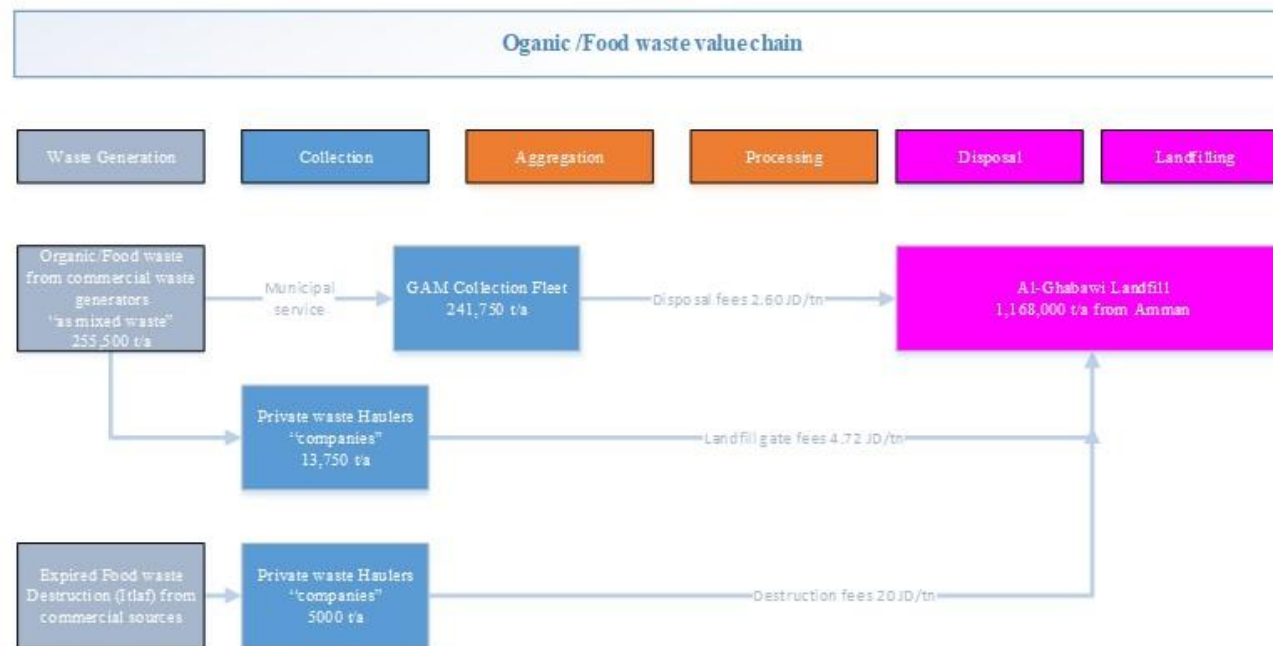 Oganic /Food waste value chain
Waste Generation
Collection
Aggregation
Processing
Disposal
Landfilling
Organic/Food waste
from commercial waste
generators
“as mixed waste”
255,500 t/a
Municipal
service
GAM Collection Fleet
241,750 t/a
Disposal fees 2.60 JD/tn
Al-Ghabawi Landfill
1,168,000 t/a from Amman
Private waste Haulers
“companies”
13,750 t/a
Landfill gate fees 4.72 JD/tn
Expired Food waste
Destruction (Itlaf) from
commercial sources
Private waste Haulers
“companies”
5000 t/a
Destruction fees 20 JD/tn